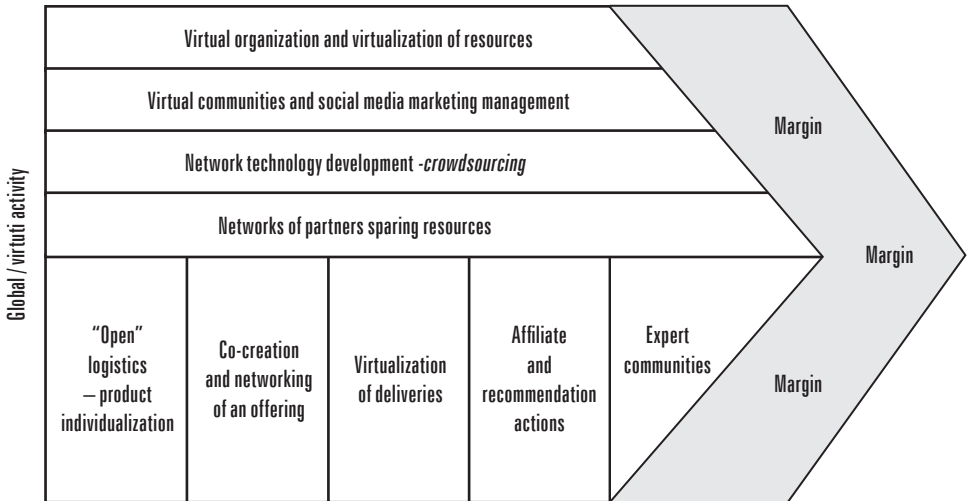 Virtual organization and virtualization of resources
Virtual communities and social media marketing management
Network technology development -crowdsourcing
Networks of partners sparing resources
Global / virtuti activity
“Open”
logistics
– product
individualization
Co-creation
and networking
of an offering
Virtualization
of deliveries
Affiliate
and
recommendation
actions
Expert
communities
Margin
Margin
Margin